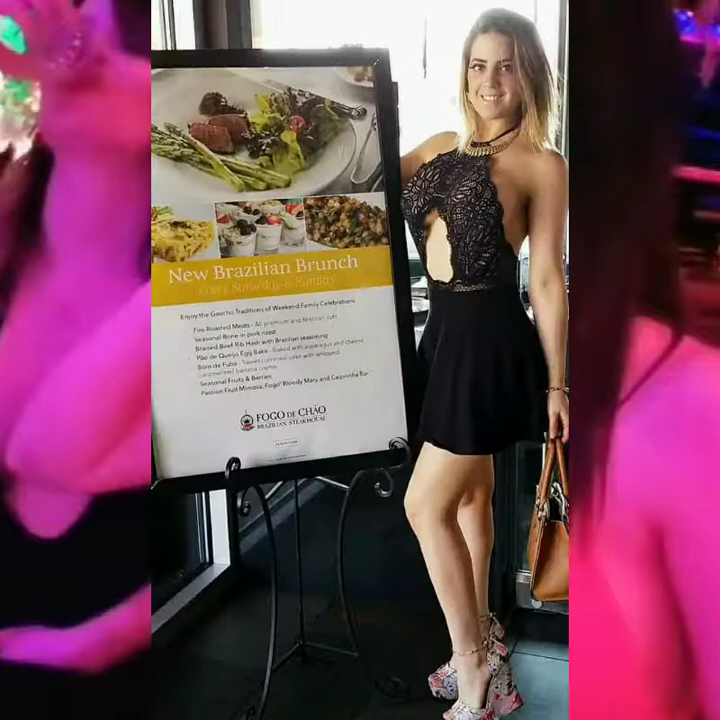 New Brazilian Brunch
Every Saturday & Sunday
Enjoy the Gaucho Traditions of Weekend Family Celebrations.
Fire-Roasted Meats - All premium and Brazilian cuts
Seasonal Bone-in pork roast
Braised Beef Rib Hash with Brazilian seasoning
Pão de Queijo Egg Bake - Baked with asparagus and cheese
Bolo de Fubá - Sweet cornmeal cake with whipped
caramelized banana crème
Seasonal Fruits & Berries
Passion Fruit Mimosa, Fogo! Bloody Mary and Caipirinha Bar
FOGO DE CHÃO
BRAZILIAN STEAKHOUSE